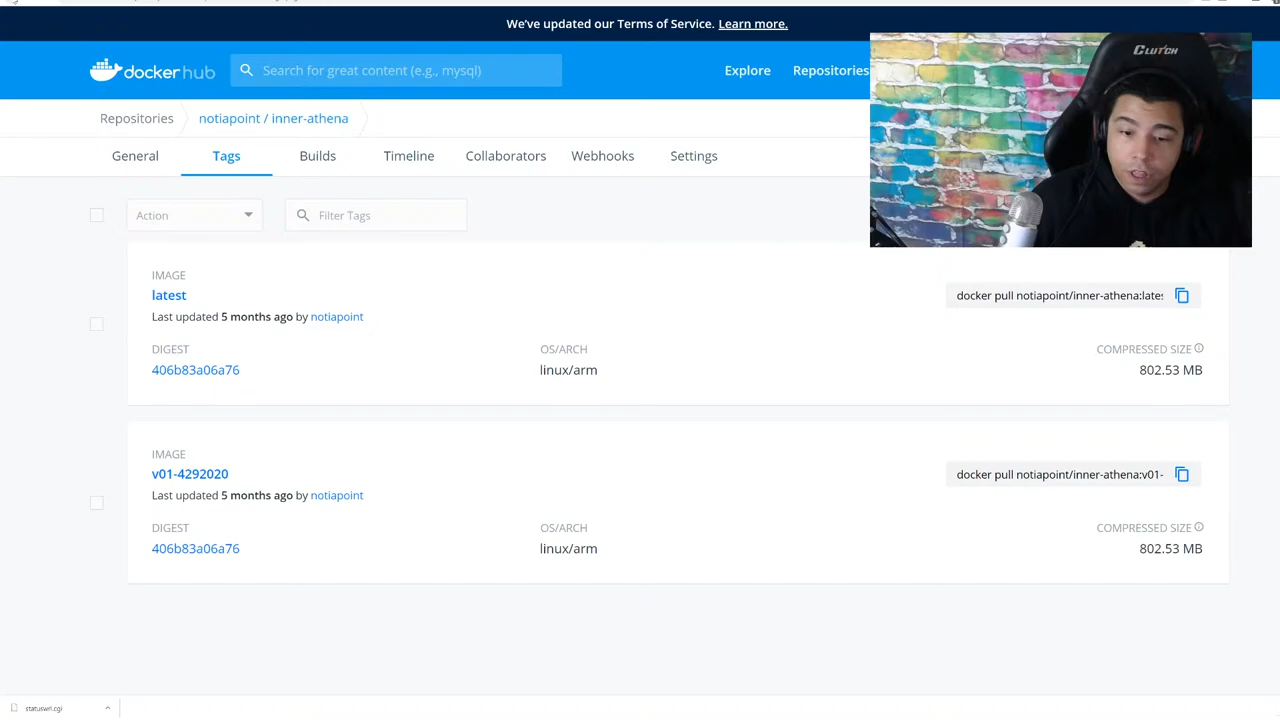 We've updated our Terms of Service. Learn more.
docker hub
Search for great content (e.g., mysql)
Explore
Repositories
CLUTCH
Repositories
notiapoint / inner-athena
General
Tags
Builds
Timeline
Collaborators
Webhooks
Settings
Action
Filter Tags
IMAGE
latest
docker pull notiapoint/inner-athena:lates
Last updated 5 months ago by notiapoint
DIGEST
OS/ARCH
COMPRESSED SIZE
406b83a06a76
linux/arm
802.53 MB
IMAGE
v01-4292020
docker pull notiapoint/inner-athena:v01-
Last updated 5 months ago by notiapoint
DIGEST
OS/ARCH
COMPRESSED SIZE
406b83a06a76
linux/arm
802.53 MB
statuswrl.cgi